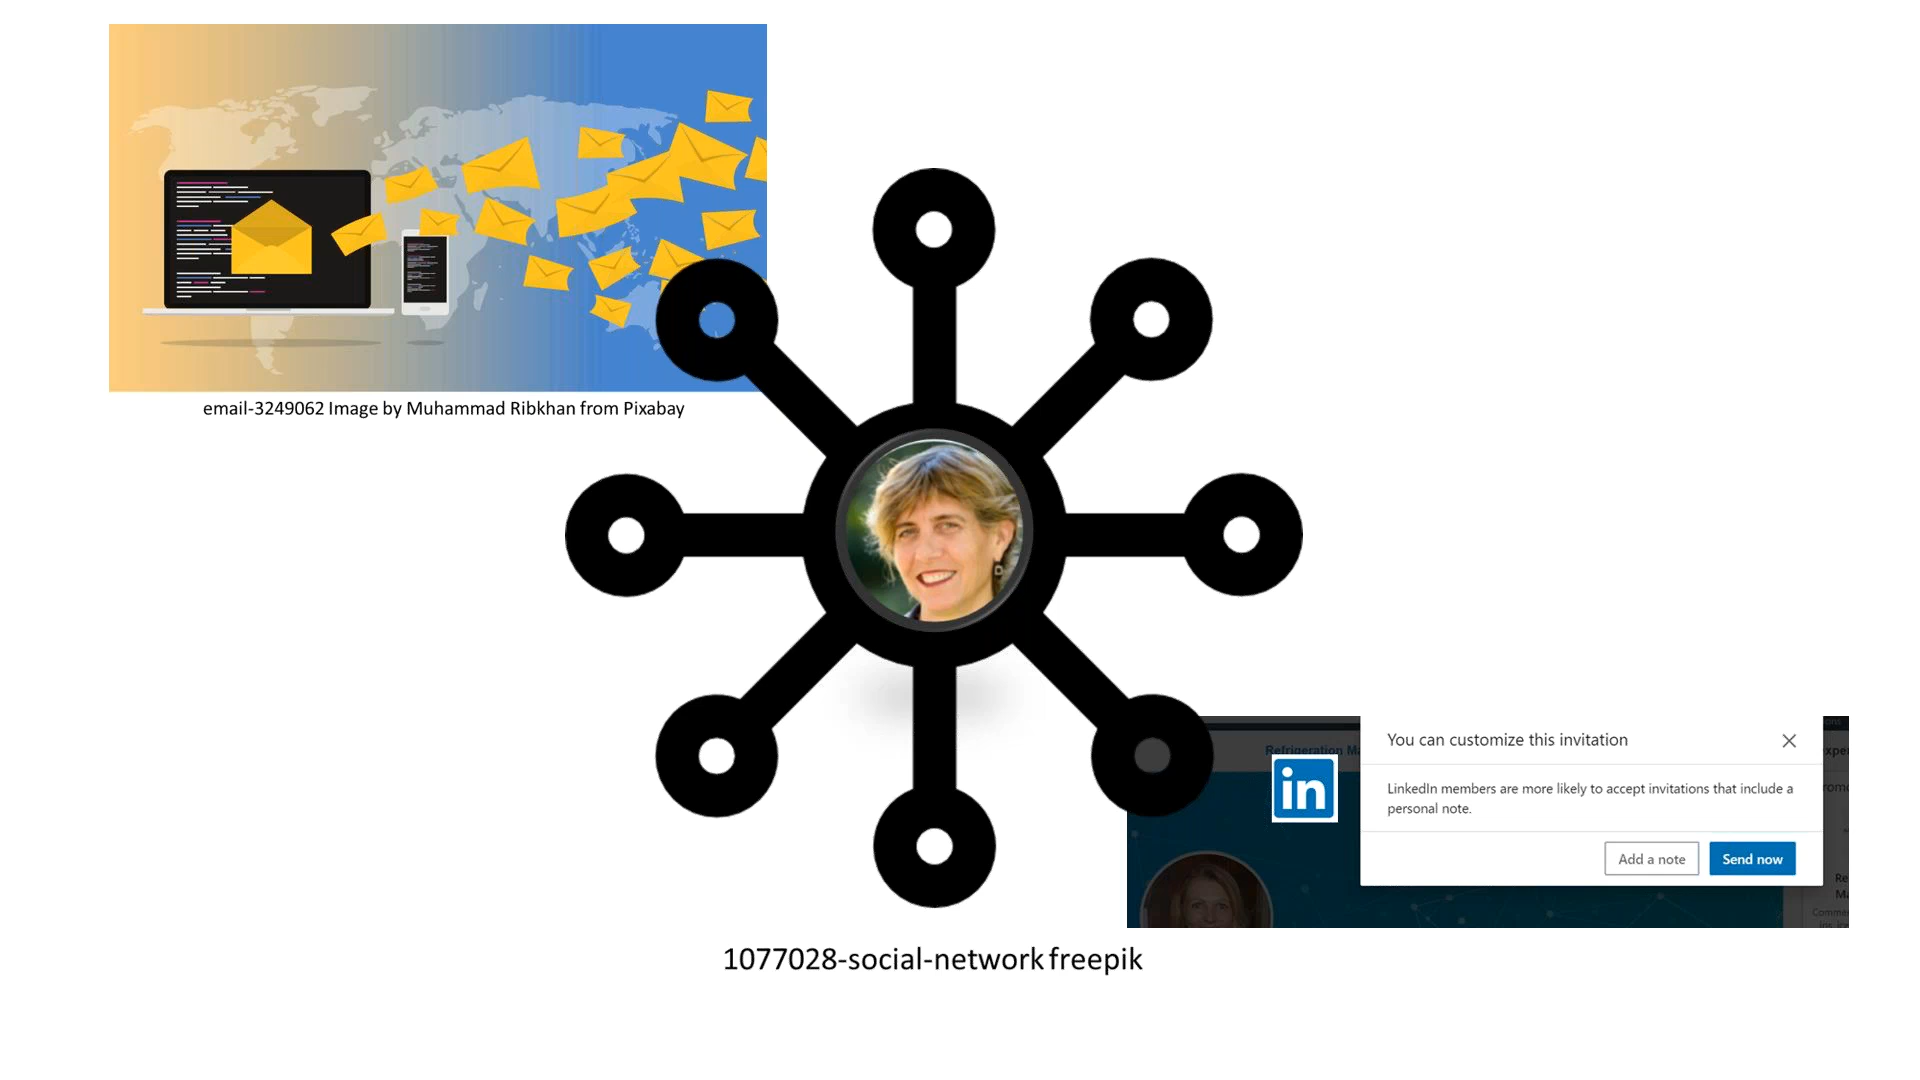 email-3249062 Image by Muhammad Ribkhan from Pixabay
Refrigeration
You can customize this invitation
in
LinkedIn members are more likely to accept invitations that include a
personal note.
Add a note
Send now
1077028-social-network freepik